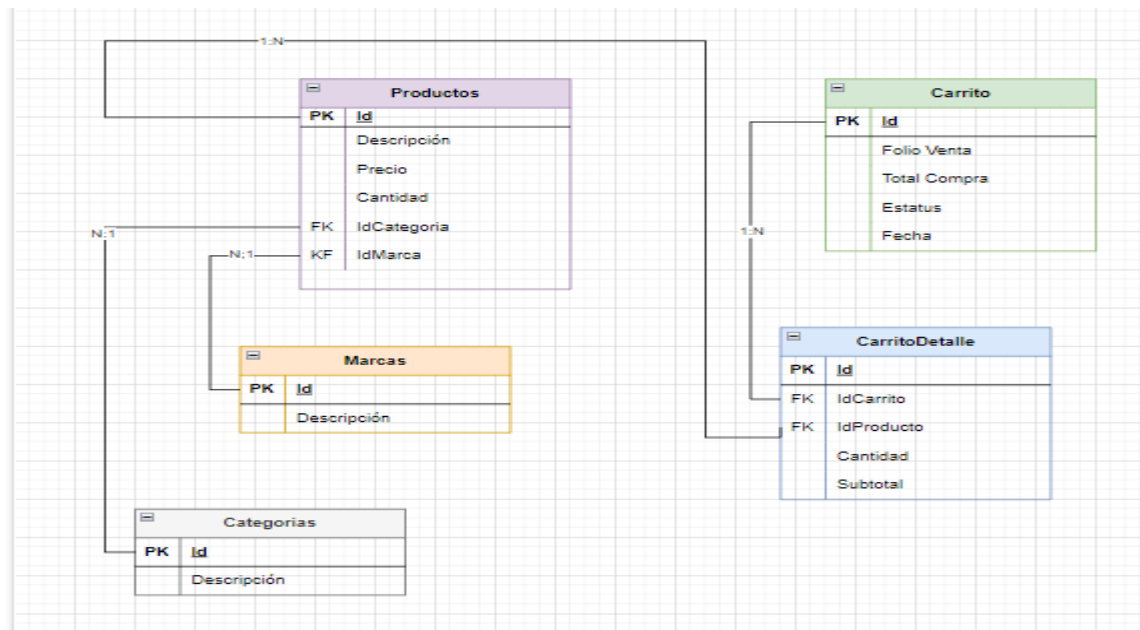 1:N
Productos
PK Id
Descripción
Precio
Cantidad
FK IdCategoria
KF IdMarca
N:1
N:1
Marcas
PK Id
Descripción
Categorias
PK Id
Descripción
Carrito
PK Id
Folio Venta
Total Compra
Estatus
Fecha
1:N
CarritoDetalle
PK Id
FK IdCarrito
FK IdProducto
Cantidad
Subtotal